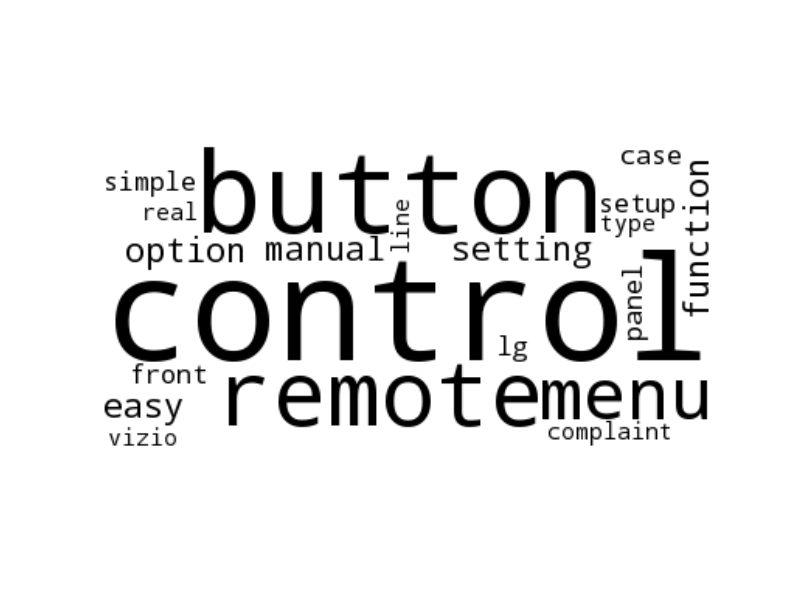 case
button
simple
function
real
setup
line
type
option manual setting
control
panel
lg
front
remote menu
easy
complaint
vizio